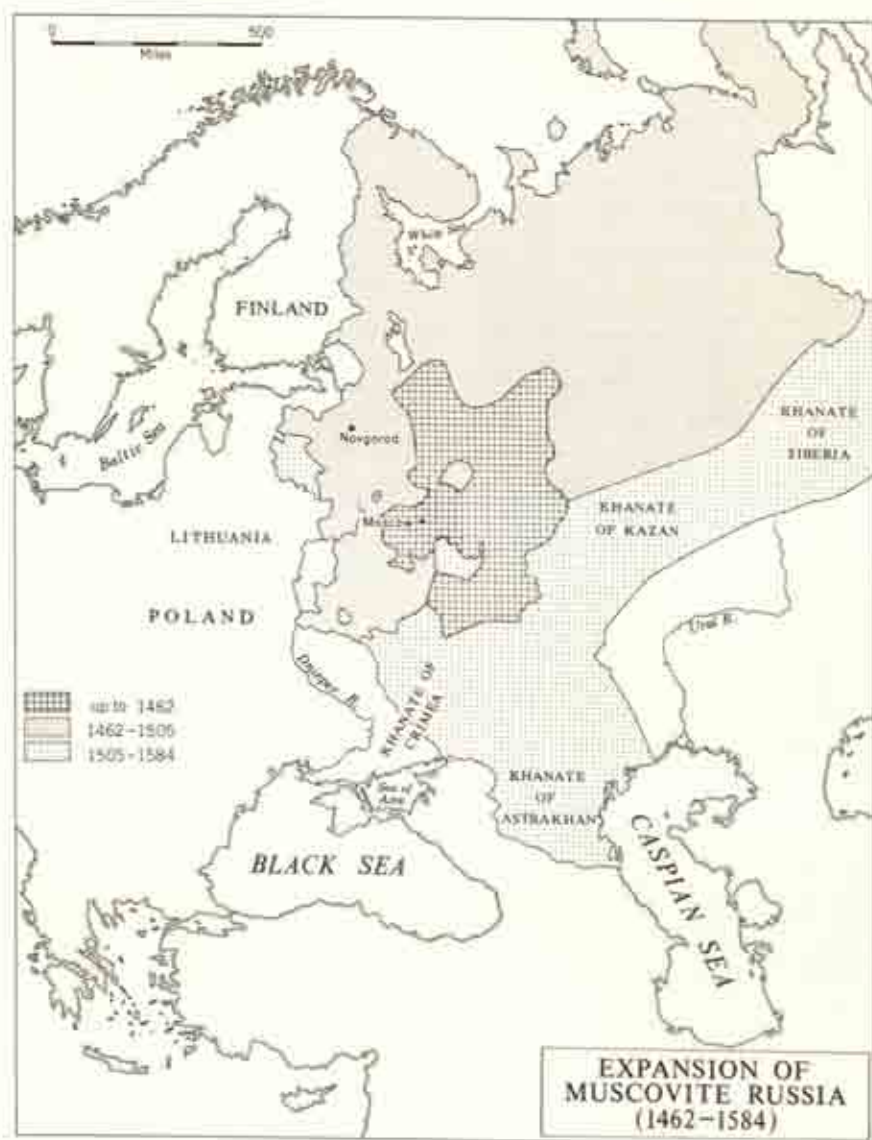 0 500
Miles
White Sea
FINLAND
Novgorod
Baltic Sea
KHANATE
OF
SIBERIA
KHANATE
OF KAZAN
Moscow
LITHUANIA
POLAND
Ural R.
Dnieper R.
KHANATE OF
CRIMEA
up to 1462
1462–1505
1505–1584
KHANATE
OF
ASTRAKHAN
Sea of
Azov
BLACK SEA
CASPIAN SEA
EXPANSION OF
MUSCOVITE RUSSIA
(1462–1584)